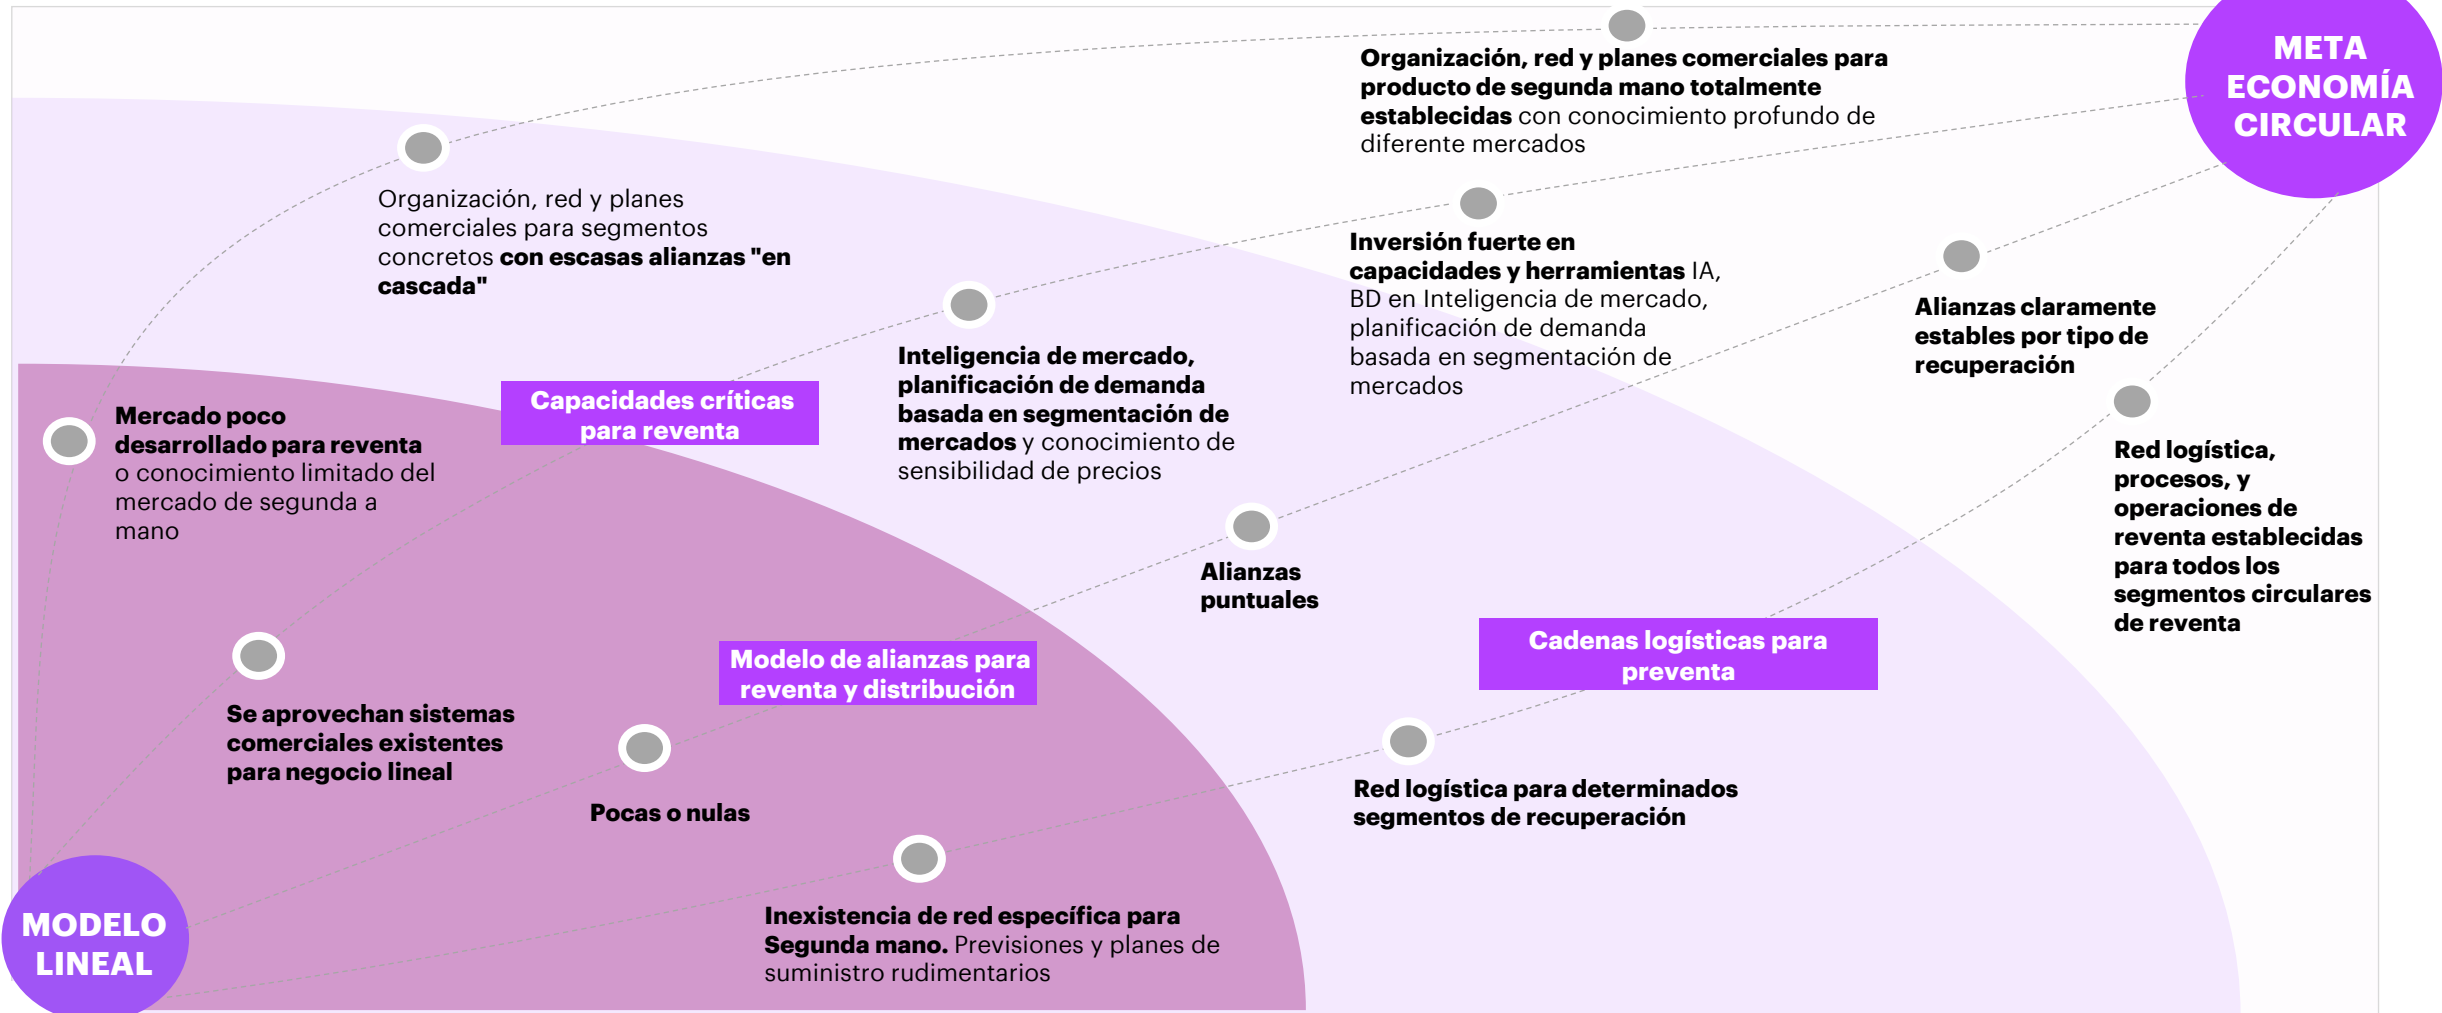 META
ECONOMÍA
CIRCULAR
Organización, red y planes comerciales para
producto de segunda mano totalmente
establecidas con conocimiento profundo de
diferente mercados
Organización, red y planes
comerciales para segmentos
concretos con escasas alianzas "en
cascada"
Inversión fuerte en
capacidades y herramientas IA,
BD en Inteligencia de mercado,
planificación de demanda
basada en segmentación de
mercados
Alianzas claramente
estables por tipo de
recuperación
Inteligencia de mercado,
planificación de demanda
basada en segmentación de
mercados y conocimiento de
sensibilidad de precios
Capacidades críticas
para reventa
Mercado poco
desarrollado para reventa
o conocimiento limitado del
mercado de segunda a
mano
Red logística,
procesos, y
operaciones de
reventa establecidas
para todos los
segmentos circulares
de reventa
Alianzas
puntuales
Cadenas logísticas para
preventa
Modelo de alianzas para
reventa y distribución
Se aprovechan sistemas
comerciales existentes
para negocio lineal
Pocas o nulas
Red logística para determinados
segmentos de recuperación
Inexistencia de red específica para
Segunda mano. Previsiones y planes de
suministro rudimentarios
MODELO
LINEAL